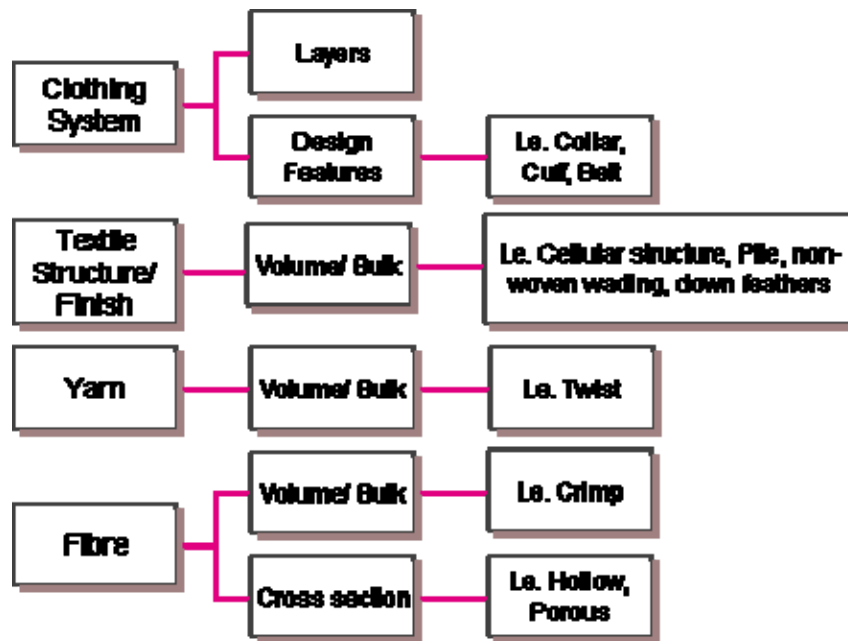 Layers
Clothing
System
Design
Features
I.e. Collar,
Cuff, Belt
Textile
Structure/
Finish
Volume/ Bulk
I.e. Cellular structure, Pile, non-
woven wading, down feathers
Yarn
Volume/ Bulk
I.e. Twist
Fibre
Volume/ Bulk
I.e. Crimp
Cross section
I.e. Hollow,
Porous